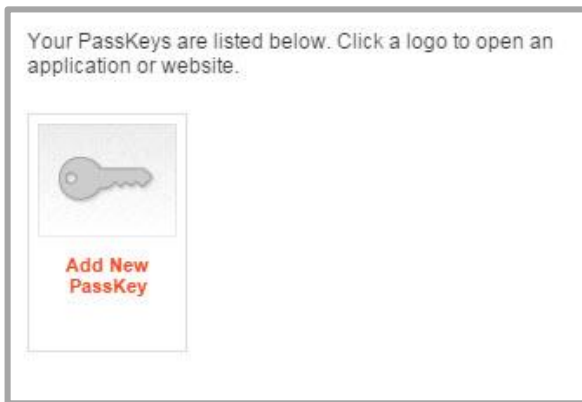 Your PassKeys are listed below. Click a logo to open an
application or website.
Add New
PassKey